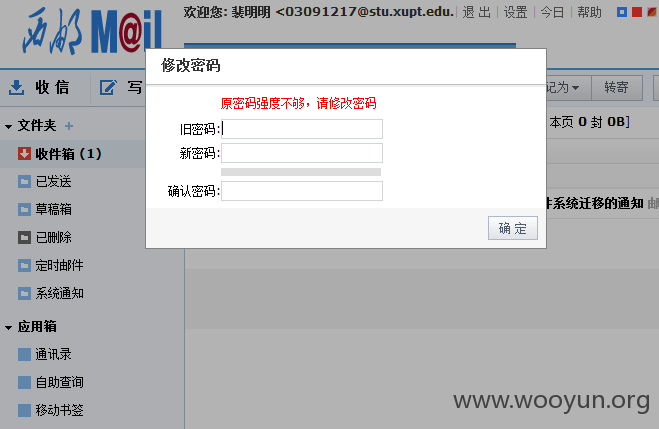 西邮 M@il
欢迎您: 裴明明 <03091217@stu.xupt.edu. | 退 出 | 设置 | 今日 | 帮助
修改密码
收 信 写
记为 转寄
原密码强度不够，请修改密码
文件夹 +
旧密码:
本页 0 封 0B]
收件箱 (1)
新密码:
已发送
确认密码:
草稿箱
件系统迁移的通知 邮
确 定
已删除
定时邮件
系统通知
应用箱
通讯录
自助查询
移动书签
www.wooyun.org